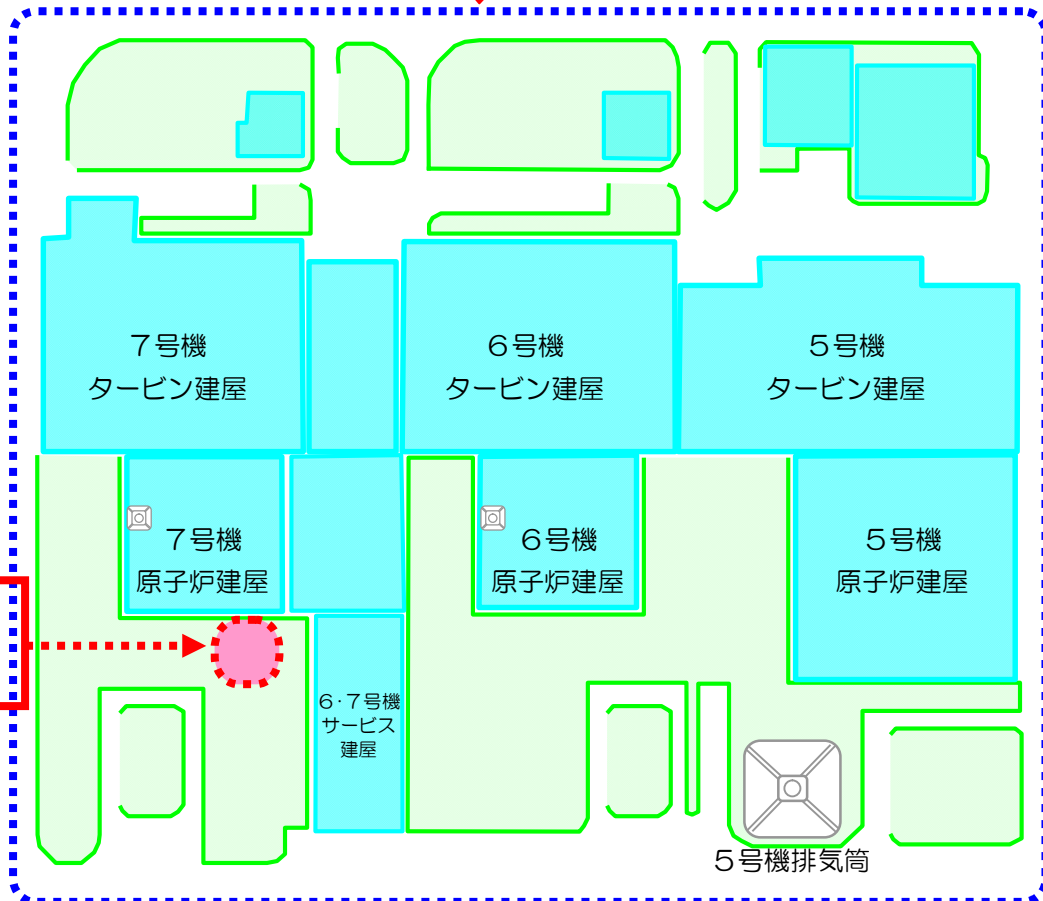 ７号機
タービン建屋
６号機
タービン建屋
５号機
タービン建屋
７号機
原子炉建屋
６号機
原子炉建屋
５号機
原子炉建屋
６･７号機
サービス
建屋
５号機排気筒